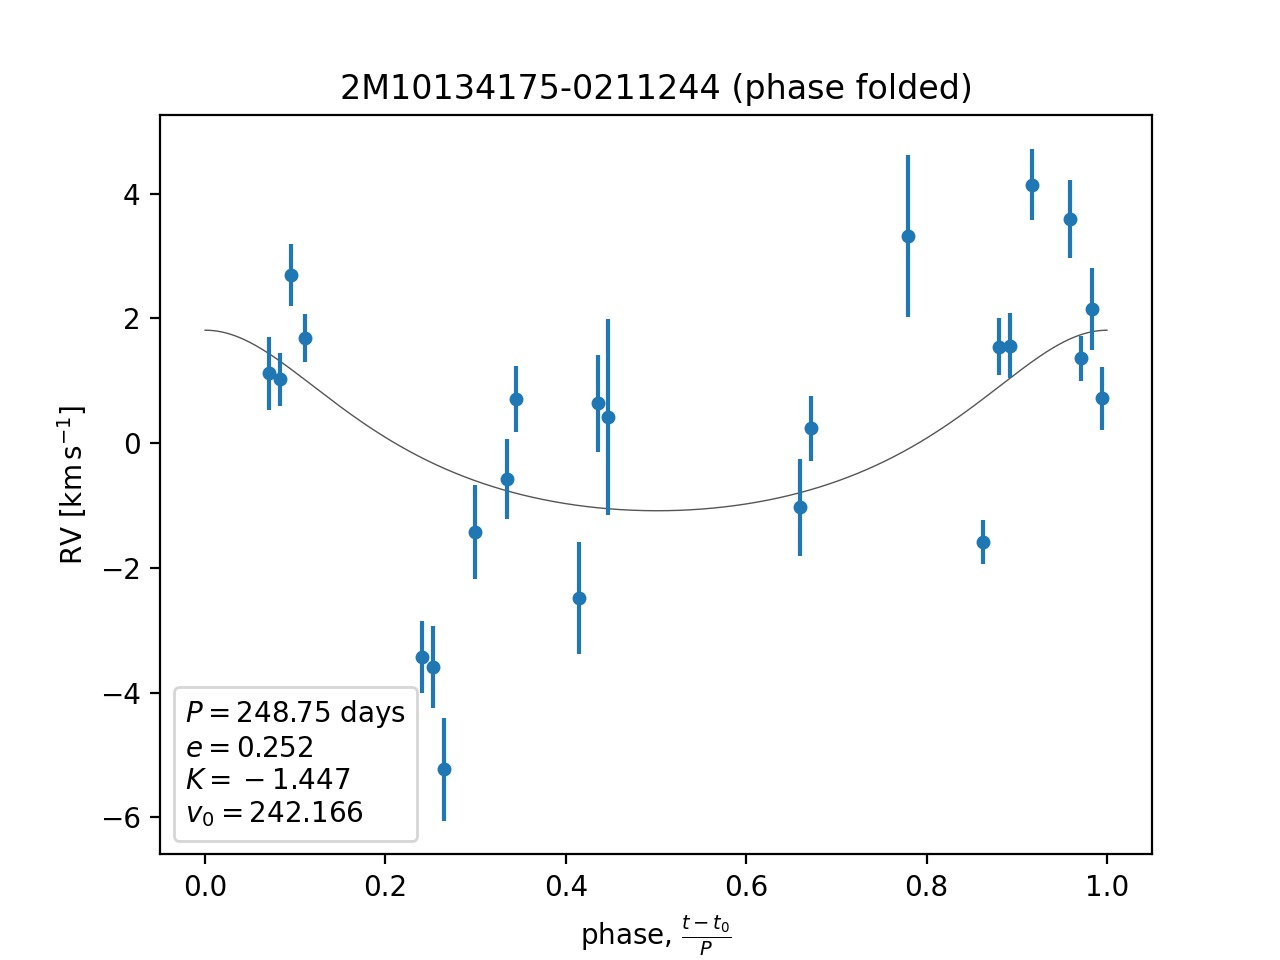 2M10134175-0211244 (phase folded)
4
2
0
−2
−4
−6
RV [km s⁻¹]
P = 248.75 days
e = 0.252
K = − 1.447
v₀ = 242.166
0.0 0.2 0.4 0.6 0.8 1.0
phase, (t − t₀)/P